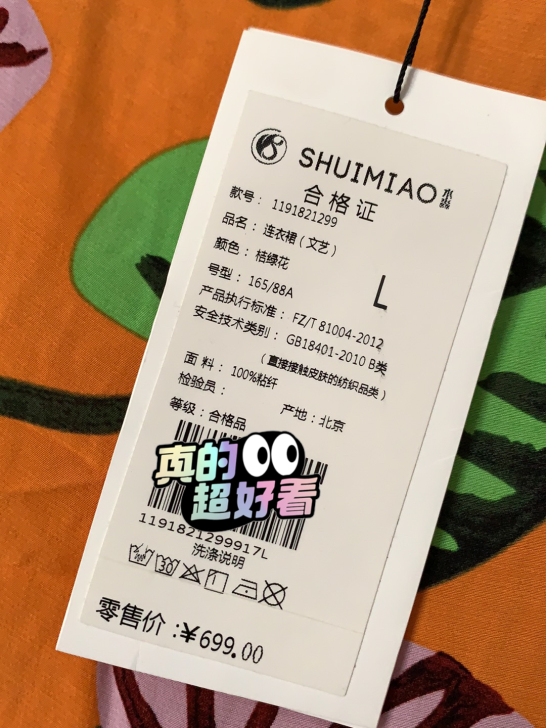 SHUIMIAO 水淼
合格证
款号： 1191821299
品名： 连衣裙（文艺）
颜色： 桔绿花
号型： 165/88A
L
产品执行标准： FZ/T 81004-2012
安全技术类别： GB18401-2010 B类
（直接接触皮肤的纺织品类）
面 料： 100%粘纤
检验员：
产地：北京
等级：合格品
真的
超好看
1191821299917L
洗涤说明
30
零售价：¥699.00